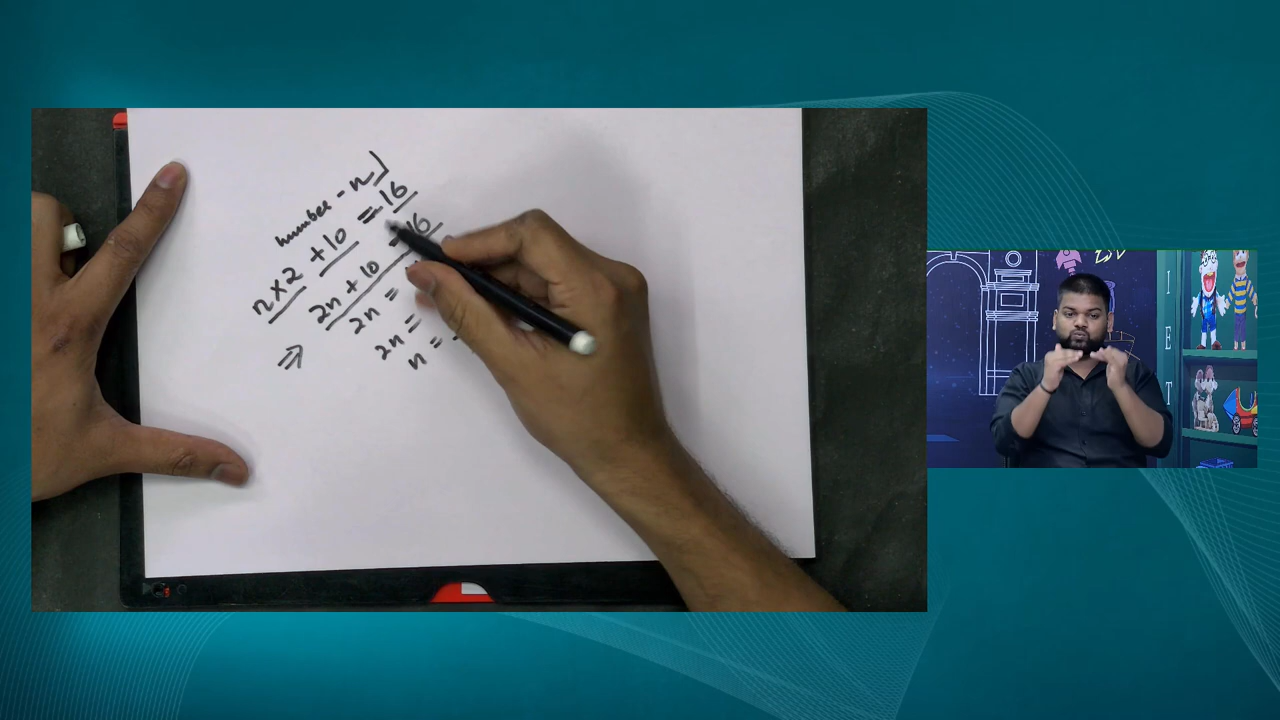 number - n]
n x 2 + 10 = 16
2n + 10 = 16
2n =
2n =
n =
⇒
I
E
T